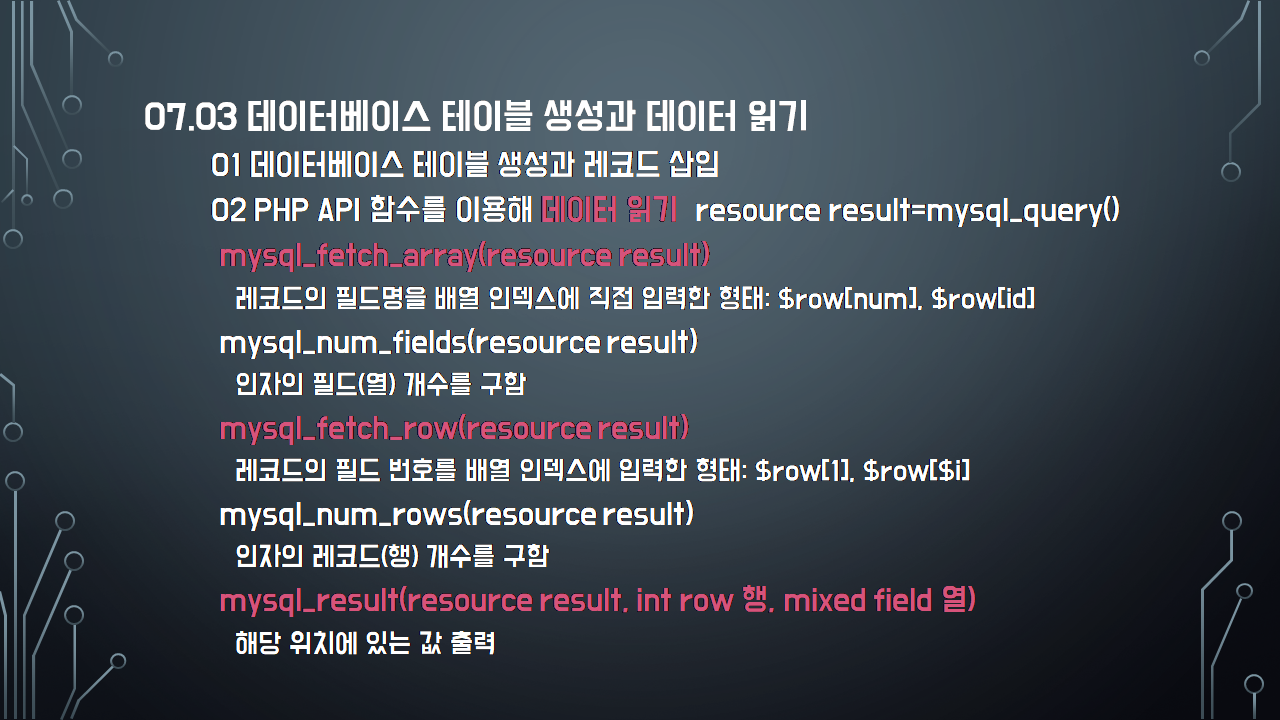 07.03 데이터베이스 테이블 생성과 데이터 읽기
01 데이터베이스 테이블 생성과 레코드 삽입
02 PHP API 함수를 이용해 데이터 읽기 resource result=mysql_query()
mysql_fetch_array(resource result)
레코드의 필드명을 배열 인덱스에 직접 입력한 형태: $row[num], $row[id]
mysql_num_fields(resource result)
인자의 필드(열) 개수를 구함
mysql_fetch_row(resource result)
레코드의 필드 번호를 배열 인덱스에 입력한 형태: $row[1], $row[$i]
mysql_num_rows(resource result)
인자의 레코드(행) 개수를 구함
mysql_result(resource result, int row 행, mixed field 열)
해당 위치에 있는 값 출력